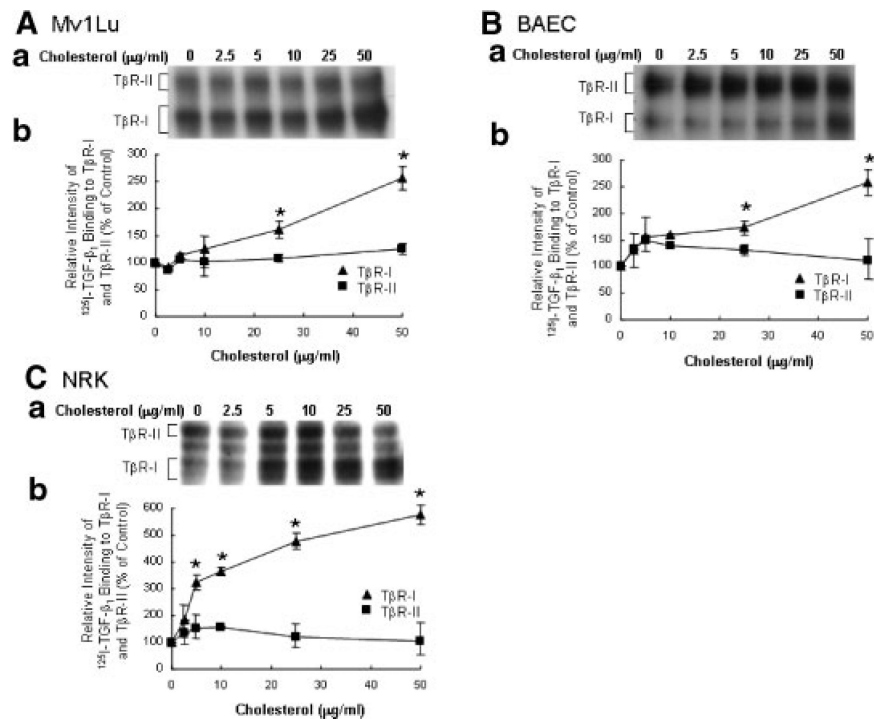 A Mv1Lu
a Cholesterol (μg/ml) 0 2.5 5 10 25 50
TβR-II
TβR-I
b
Relative Intensity of
¹²⁵I-TGF-β₁ Binding to TβR-I
and TβR-II (% of Control)
300
250
200
150
100
50
0
*
*
TβR-I
TβR-II
0 10 20 30 40 50
Cholesterol (μg/ml)
B BAEC
a Cholesterol (μg/ml) 0 2.5 5 10 25 50
TβR-II
TβR-I
b
Relative Intensity of
¹²⁵I-TGF-β₁ Binding to TβR-I
and TβR-II (% of Control)
300
250
200
150
100
50
0
*
*
TβR-I
TβR-II
0 10 20 30 40 50
Cholesterol (μg/ml)
C NRK
a Cholesterol (μg/ml) 0 2.5 5 10 25 50
TβR-II
TβR-I
b
Relative Intensity of
¹²⁵I-TGF-β₁ Binding to TβR-I
and TβR-II (% of Control)
600
500
400
300
200
100
0
*
*
*
*
TβR-I
TβR-II
0 10 20 30 40 50
Cholesterol (μg/ml)